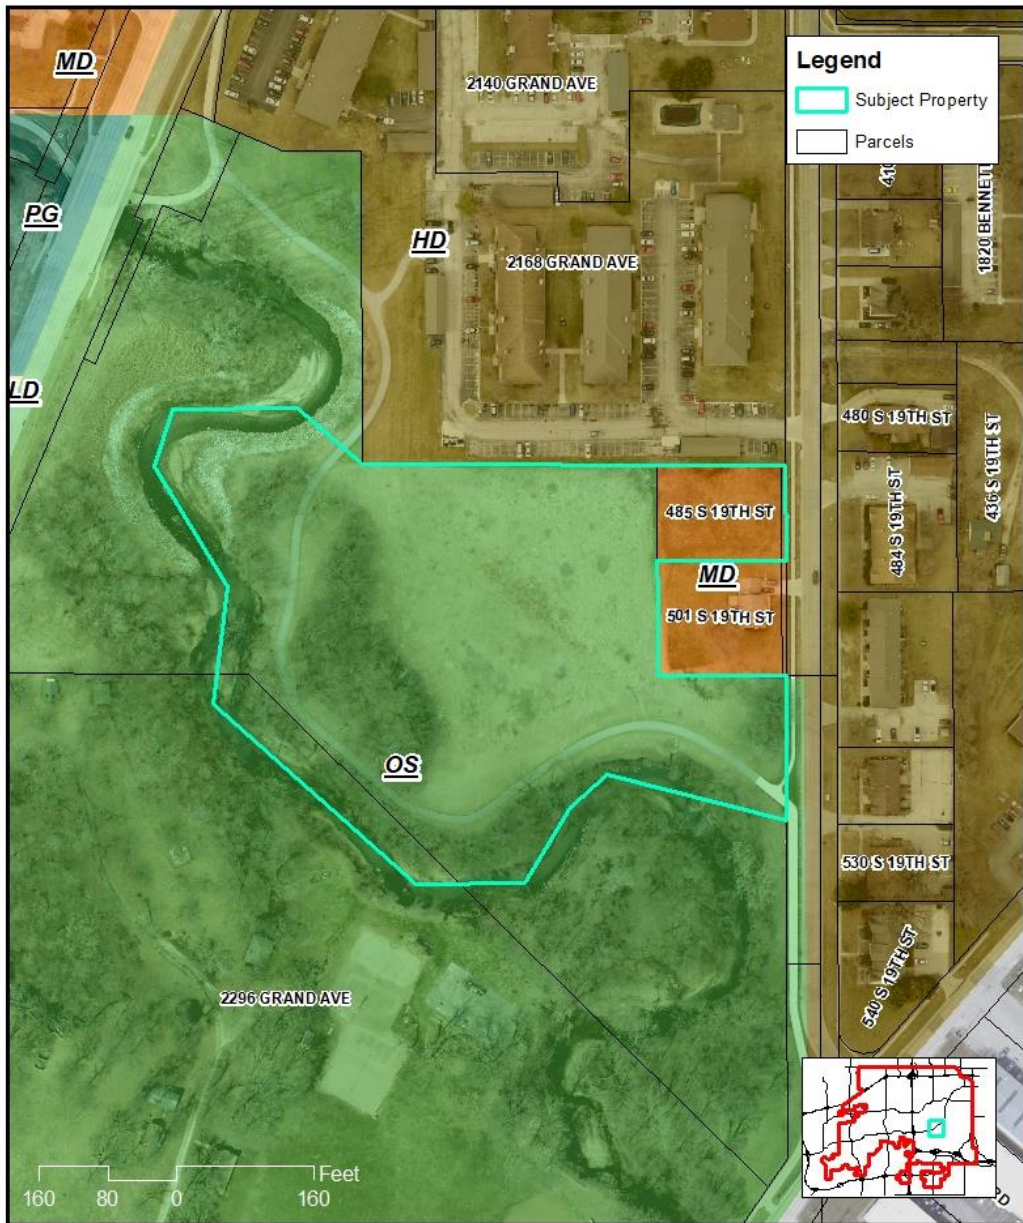 MD
2140 GRAND AVE
Legend
Subject Property
Parcels
1820 BENNETT
PG
HD
2168 GRAND AVE
LD
480 S 19TH ST
436 S 19TH ST
485 S 19TH ST
484 S 19TH ST
MD
501 S 19TH ST
OS
530 S 19TH ST
540 S 19TH ST
2296 GRAND AVE
Feet
160 80 0 160
RD